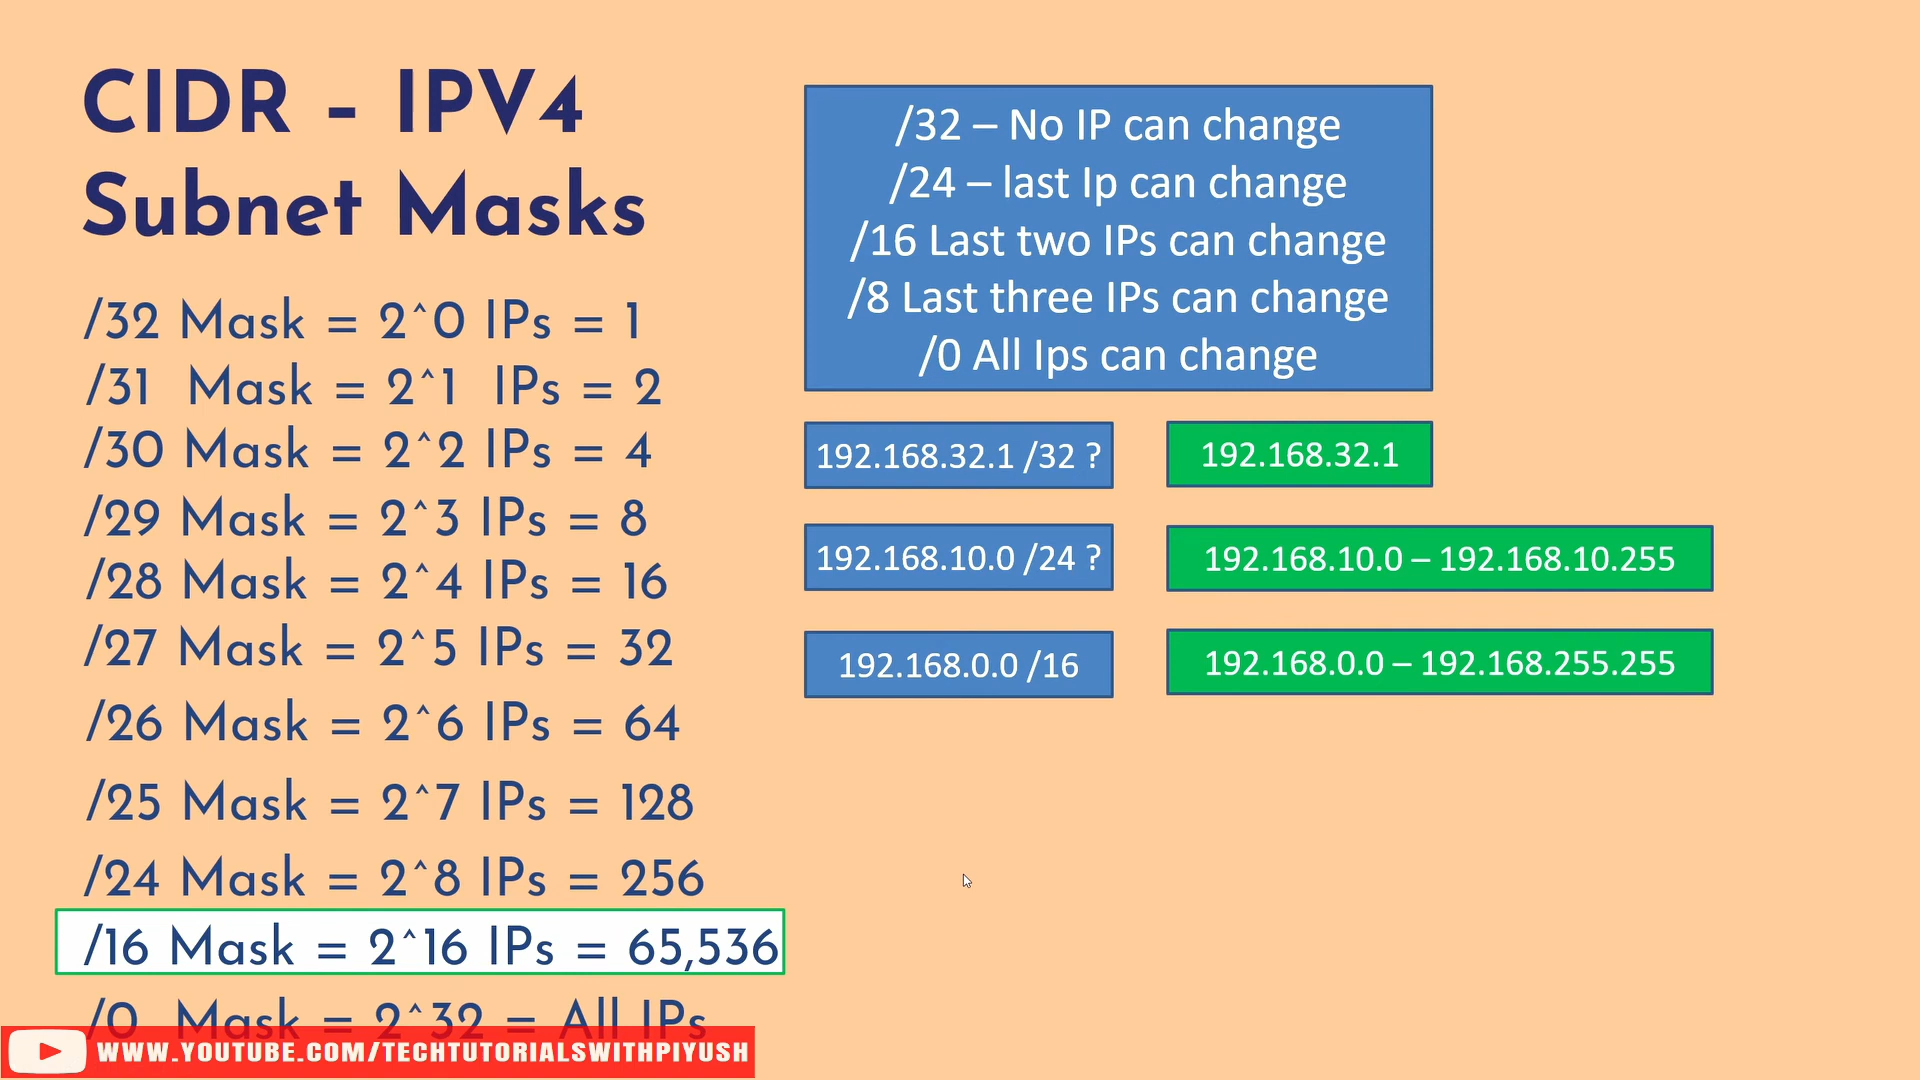 CIDR – IPV4
Subnet Masks
/32 Mask = 2^0 IPs = 1
/31 Mask = 2^1 IPs = 2
/30 Mask = 2^2 IPs = 4
/29 Mask = 2^3 IPs = 8
/28 Mask = 2^4 IPs = 16
/27 Mask = 2^5 IPs = 32
/26 Mask = 2^6 IPs = 64
/25 Mask = 2^7 IPs = 128
/24 Mask = 2^8 IPs = 256
/16 Mask = 2^16 IPs = 65,536
/0 Mask = 2^32 = All IPs
/32 – No IP can change
/24 – last Ip can change
/16 Last two IPs can change
/8 Last three IPs can change
/0 All Ips can change
192.168.32.1 /32 ?
192.168.32.1
192.168.10.0 /24 ?
192.168.10.0 – 192.168.10.255
192.168.0.0 /16
192.168.0.0 – 192.168.255.255
WWW.YOUTUBE.COM/TECHTUTORIALSWITHPIYUSH